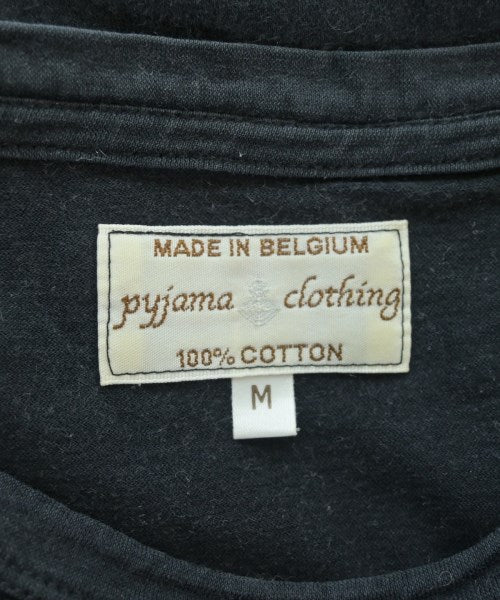 MADE IN BELGIUM
pyjama clothing
100% COTTON
M